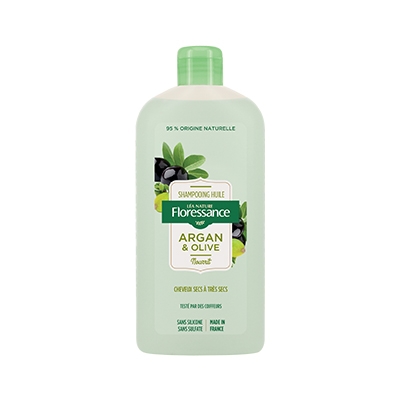 95 % ORIGINE NATURELLE
SHAMPOOING HUILE
LÉA NATURE
Floressance
ARGAN
& OLIVE
Nourrit
CHEVEUX SECS À TRÈS SECS
TESTÉ PAR DES COIFFEURS
SANS SILICONE
SANS SULFATE
MADE IN
FRANCE